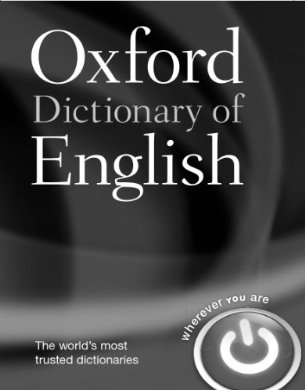 Oxford
Dictionary of
English
wherever YOU are
The world's most
trusted dictionaries